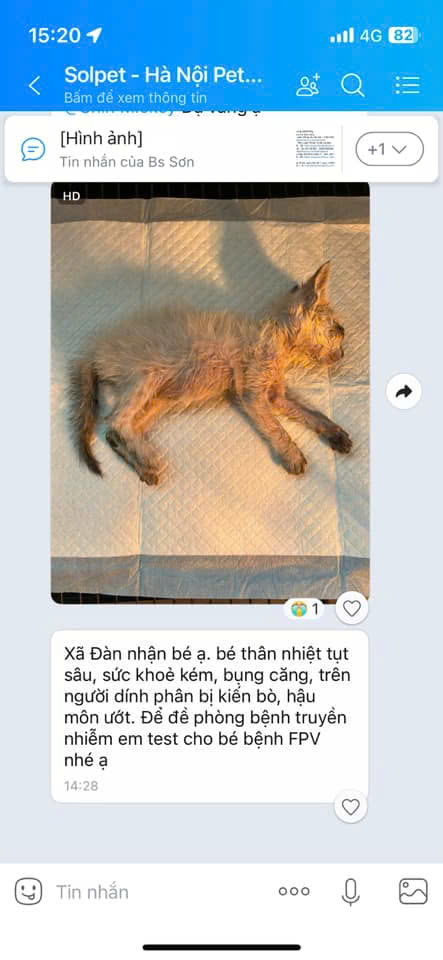 15:20
4G
82
Solpet - Hà Nội Pet...
Bấm để xem thông tin
[Hình ảnh]
Tin nhắn của Bs Sơn
+1
HD
1
Xã Đàn nhận bé ạ. bé thân nhiệt tụt
sâu, sức khoẻ kém, bụng căng, trên
người dính phân bị kiến bò, hậu
môn ướt. Để đề phòng bệnh truyền
nhiễm em test cho bé bệnh FPV
nhé ạ
14:28
Tin nhắn